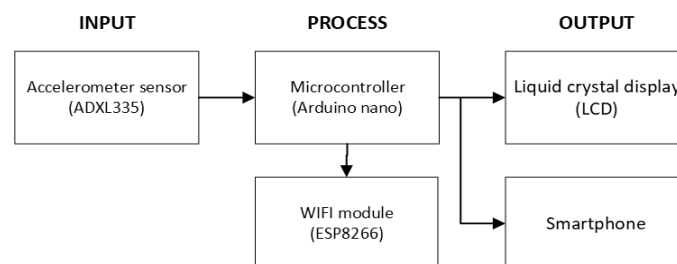 INPUT
PROCESS
OUTPUT
Accelerometer sensor
(ADXL335)
Microcontroller
(Arduino nano)
Liquid crystal display
(LCD)
WIFI module
(ESP8266)
Smartphone